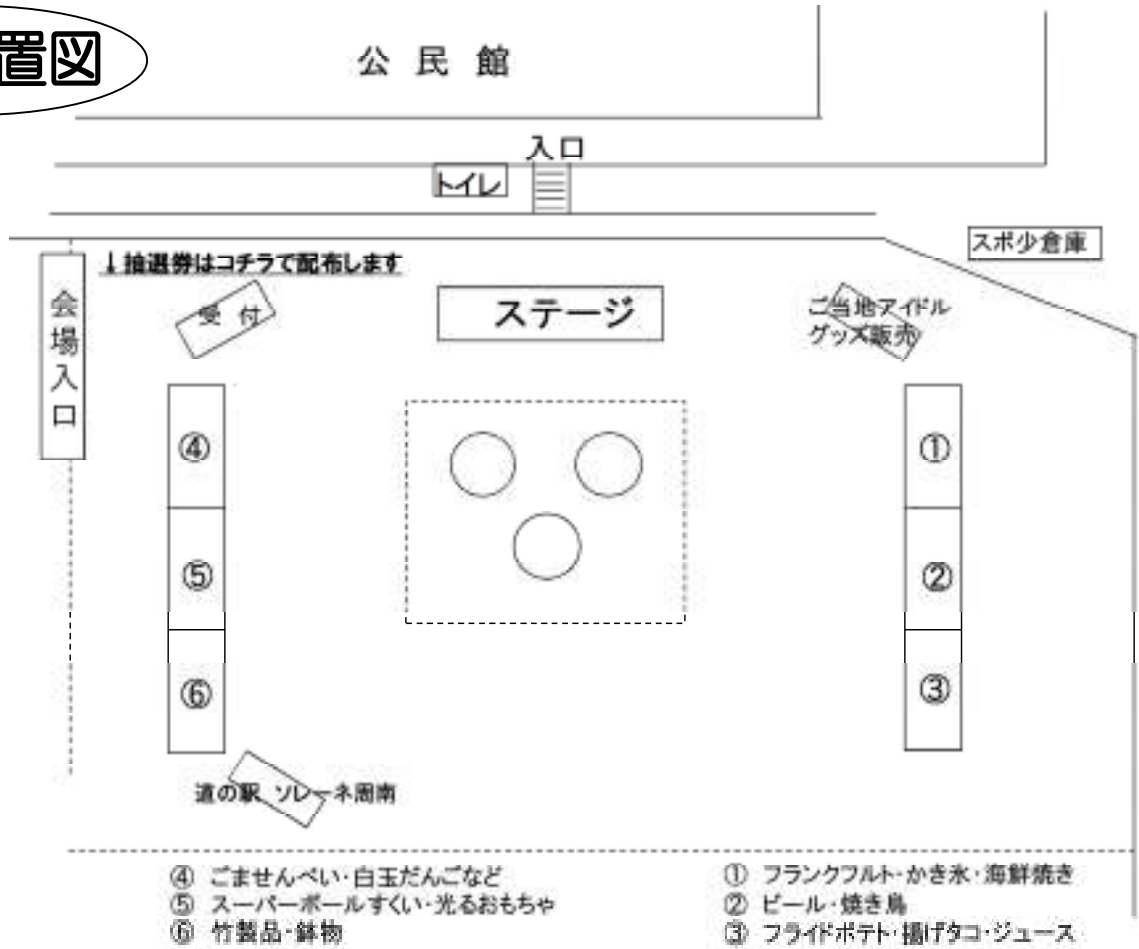 置図
公民館
入口
トイレ
スポ少倉庫
↓抽選券はコチラで配布します
会場入口
受付
ステージ
ご当地アイドル
グッズ販売
④
①
⑤
②
⑥
③
道の駅 ソレーネ周南
④ ごませんべい・白玉だんごなど
⑤ スーパーボールすくい・光るおもちゃ
⑥ 竹製品・鉢物
① フランクフルト・かき氷・海鮮焼き
② ビール・焼き鳥
③ フライドポテト・揚げタコ・ジュース